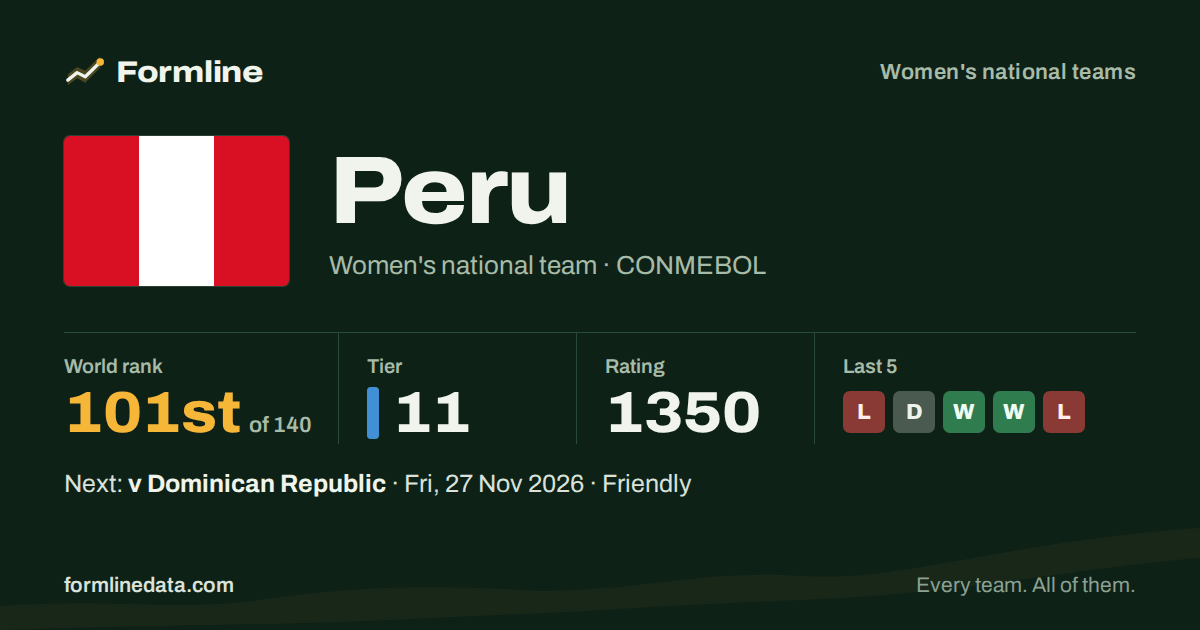 Formline
Women's national teams
Peru
Women's national team · CONMEBOL
World rank
101st of 140
Tier
11
Rating
1350
Last 5
L D W W L
Next: v Dominican Republic · Fri, 27 Nov 2026 · Friendly
formlinedata.com
Every team. All of them.